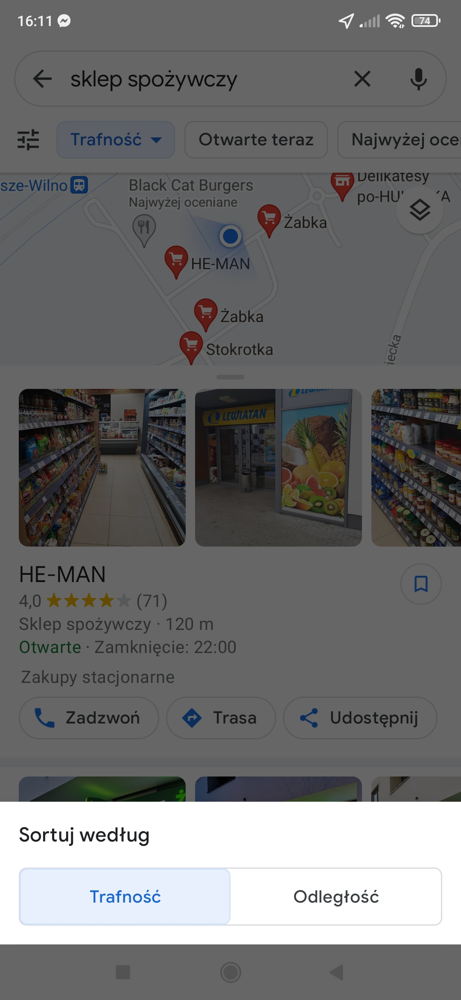 16:11
74
sklep spożywczy
Trafność
Otwarte teraz
Najwyżej oce
sze-Wilno
Black Cat Burgers
Najwyżej oceniane
Delikatesy
po-HU
KA
Żabka
HE-MAN
Żabka
Stokrotka
iecka
LEWIATAN
HE-MAN
4,0 (71)
Sklep spożywczy · 120 m
Otwarte · Zamknięcie: 22:00
Zakupy stacjonarne
Zadzwoń
Trasa
Udostępnij
Sortuj według
Trafność
Odległość